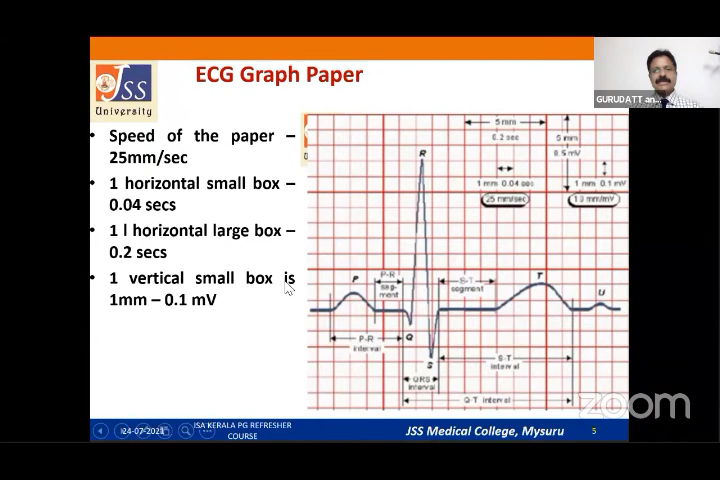 ECG Graph Paper
JSS
University
GURUDATT an
• Speed of the paper –
25mm/sec
• 1 horizontal small box –
0.04 secs
• 1 l horizontal large box –
0.2 secs
• 1 vertical small box is
1mm – 0.1 mV
5 mm
0.2 sec
5 mm
0.5 mV
1 mm 0.04 sec
1 mm 0.1 mV
25 mm/sec
10 mm/mV
R
P
P-R
seg-
ment
S-T
segment
T
U
Q
S
P-R
interval
S-T
interval
QRS
interval
Q-T interval
zoom
24-07-2021
ISA KERALA PG REFRESHER
COURSE
JSS Medical College, Mysuru
5